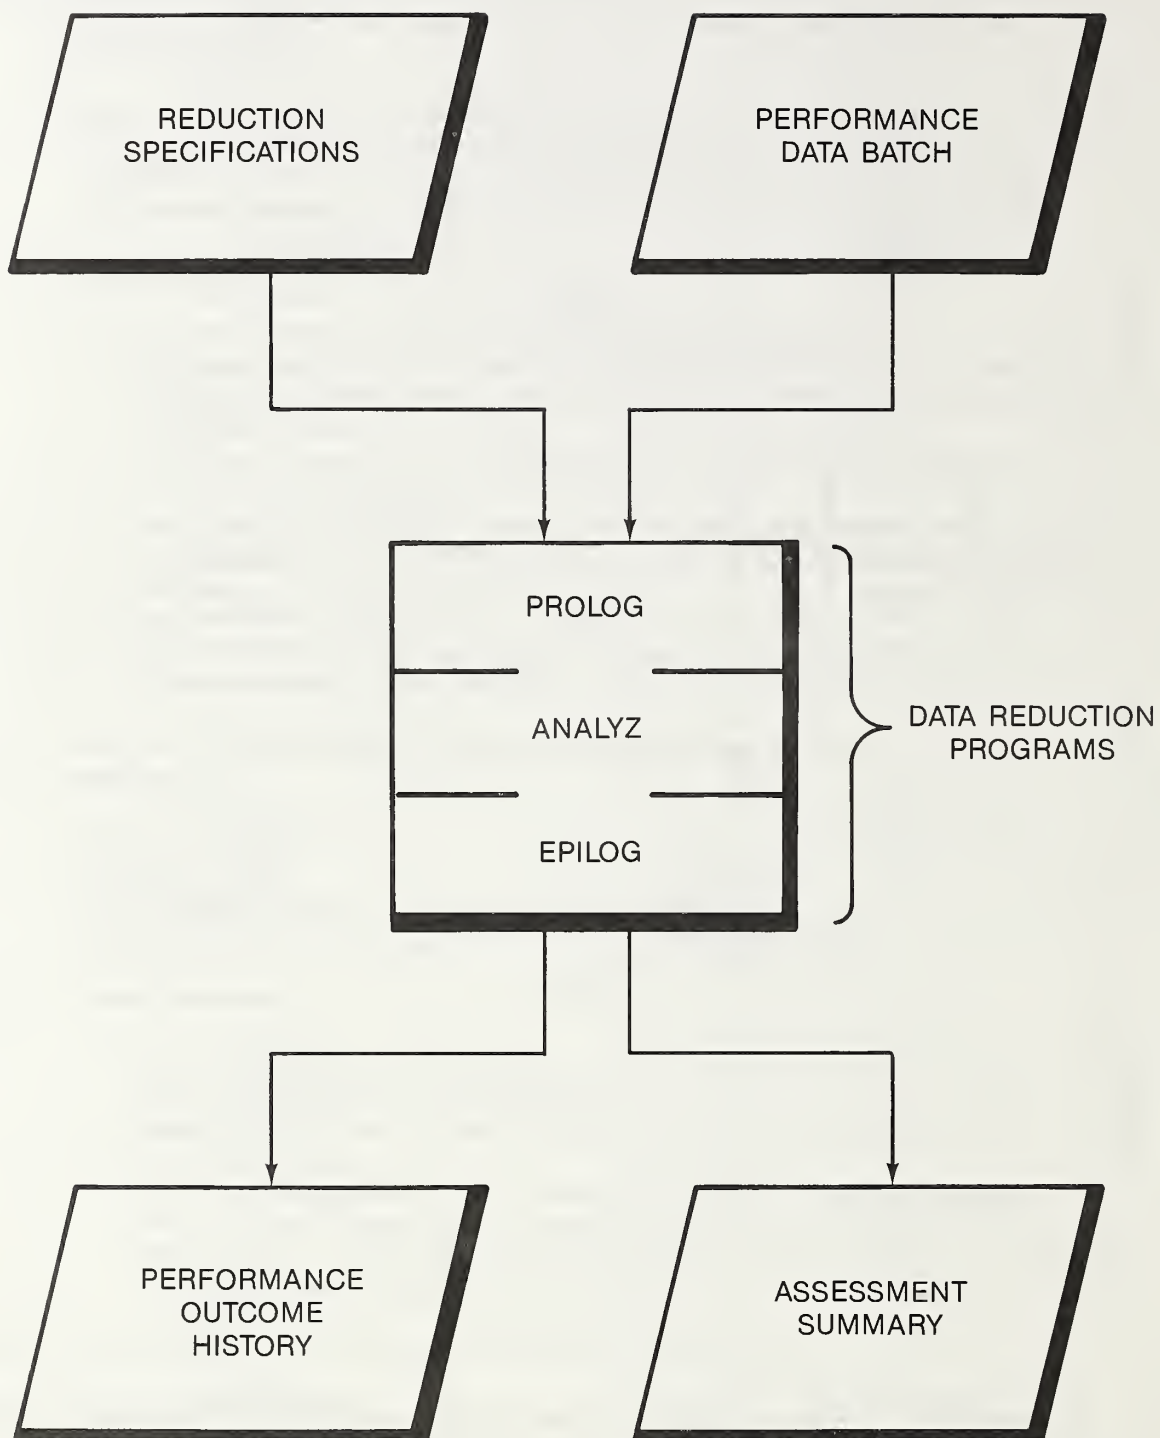 REDUCTION
SPECIFICATIONS
PERFORMANCE
DATA BATCH
PROLOG
ANALYZ
EPILOG
DATA REDUCTION
PROGRAMS
PERFORMANCE
OUTCOME
HISTORY
ASSESSMENT
SUMMARY